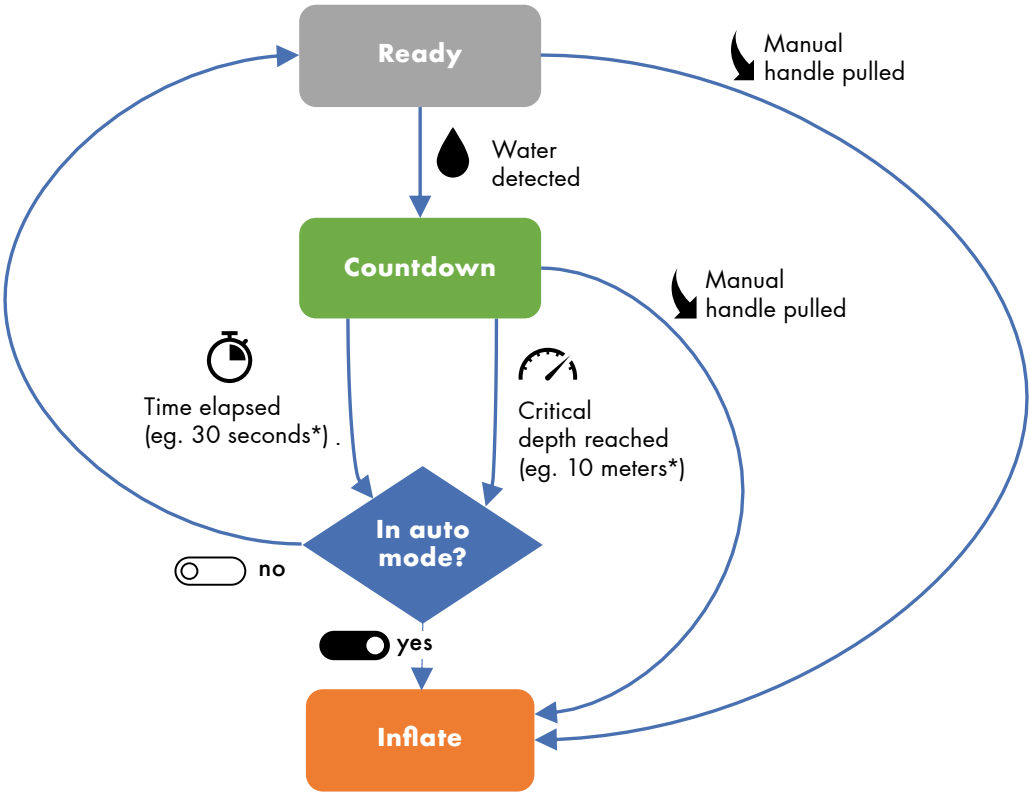 Ready
Manual
handle pulled
Water
detected
Countdown
Manual
handle pulled
Time elapsed
(eg. 30 seconds*) .
Critical
depth reached
(eg. 10 meters*)
In auto
mode?
no
yes
Inflate